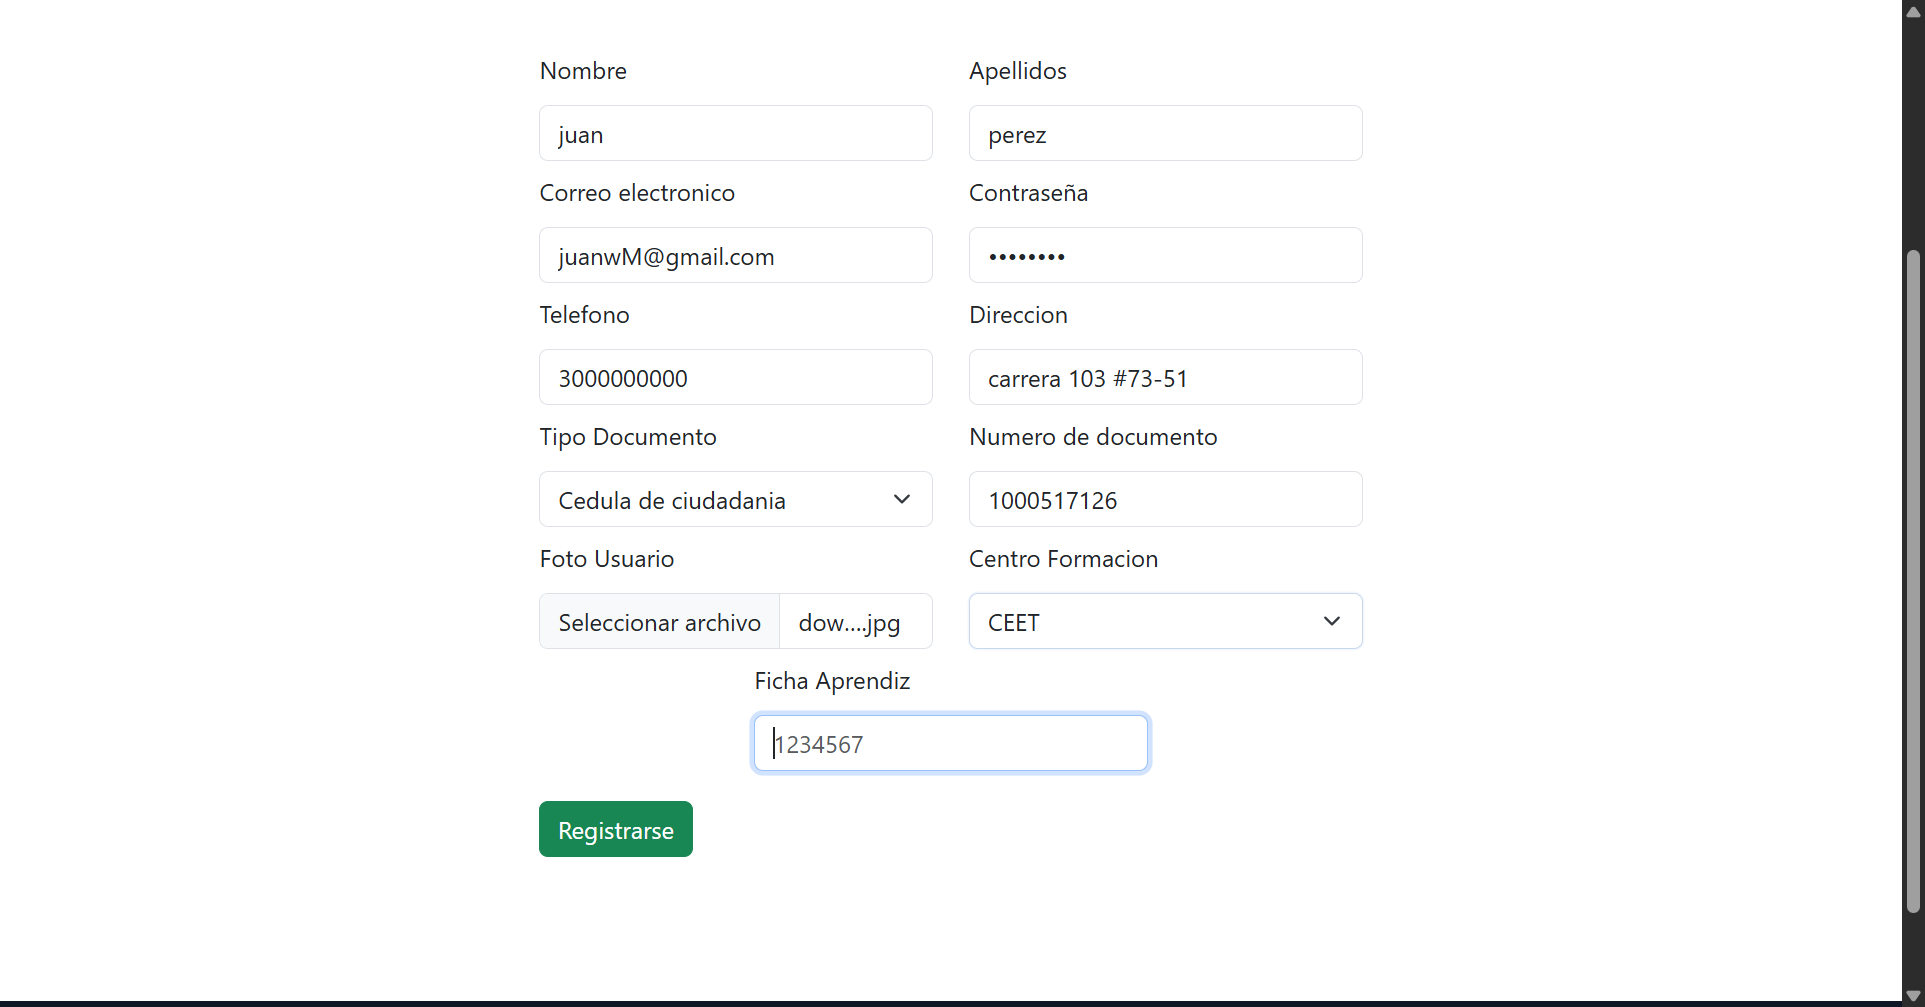 Nombre
Apellidos
juan
perez
Correo electronico
Contraseña
juanwM@gmail.com
••••••••
Telefono
Direccion
3000000000
carrera 103 #73-51
Tipo Documento
Numero de documento
Cedula de ciudadania
1000517126
Foto Usuario
Centro Formacion
Seleccionar archivo
dow....jpg
CEET
Ficha Aprendiz
1234567
Registrarse